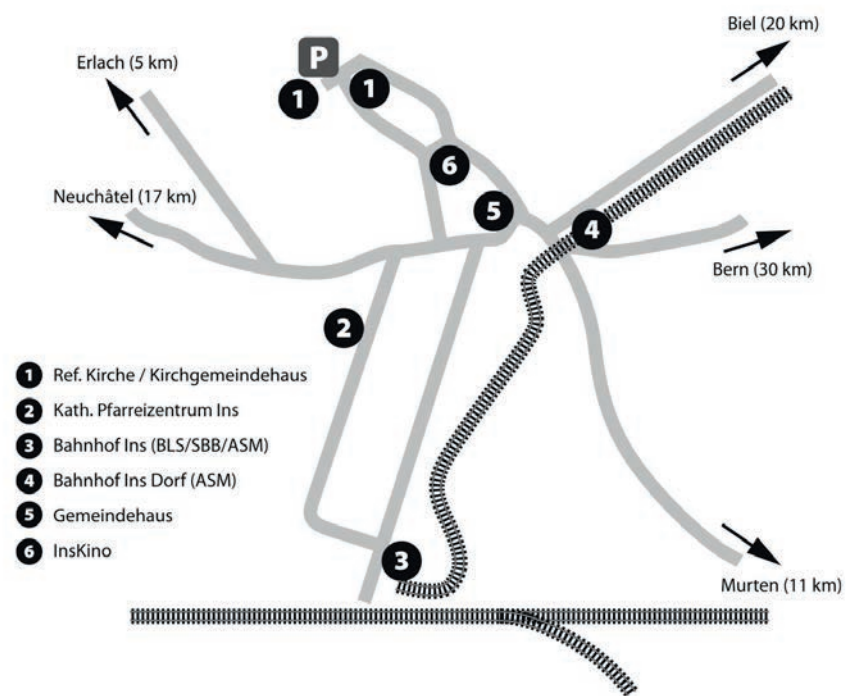 Biel (20 km)
Erlach (5 km)
P
1
1
6
Neuchâtel (17 km)
5
4
Bern (30 km)
2
1 Ref. Kirche / Kirchgemeindehaus
2 Kath. Pfarreizentrum Ins
3 Bahnhof Ins (BLS/SBB/ASM)
4 Bahnhof Ins Dorf (ASM)
5 Gemeindehaus
6 InsKino
3
Murten (11 km)